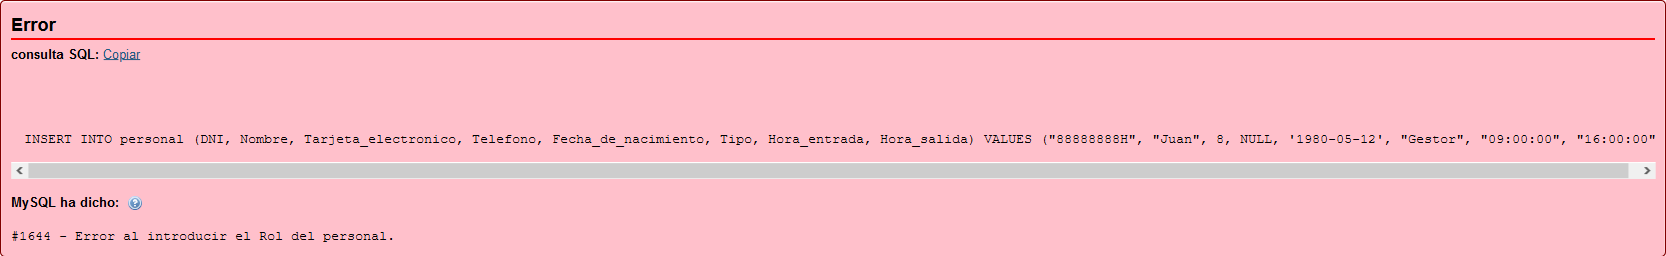 Error
consulta SQL: Copiar
INSERT INTO personal (DNI, Nombre, Tarjeta_electronico, Telefono, Fecha_de_nacimiento, Tipo, Hora_entrada, Hora_salida) VALUES ("88888888H", "Juan", 8, NULL, '1980-05-12', "Gestor", "09:00:00", "16:00:00"
MySQL ha dicho:
#1644 - Error al introducir el Rol del personal.